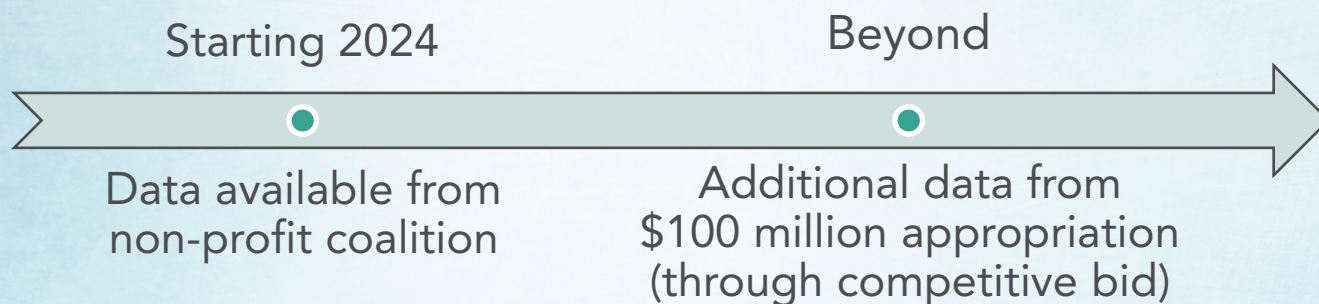 Starting 2024
Beyond
Data available from
non-profit coalition
Additional data from
$100 million appropriation
(through competitive bid)